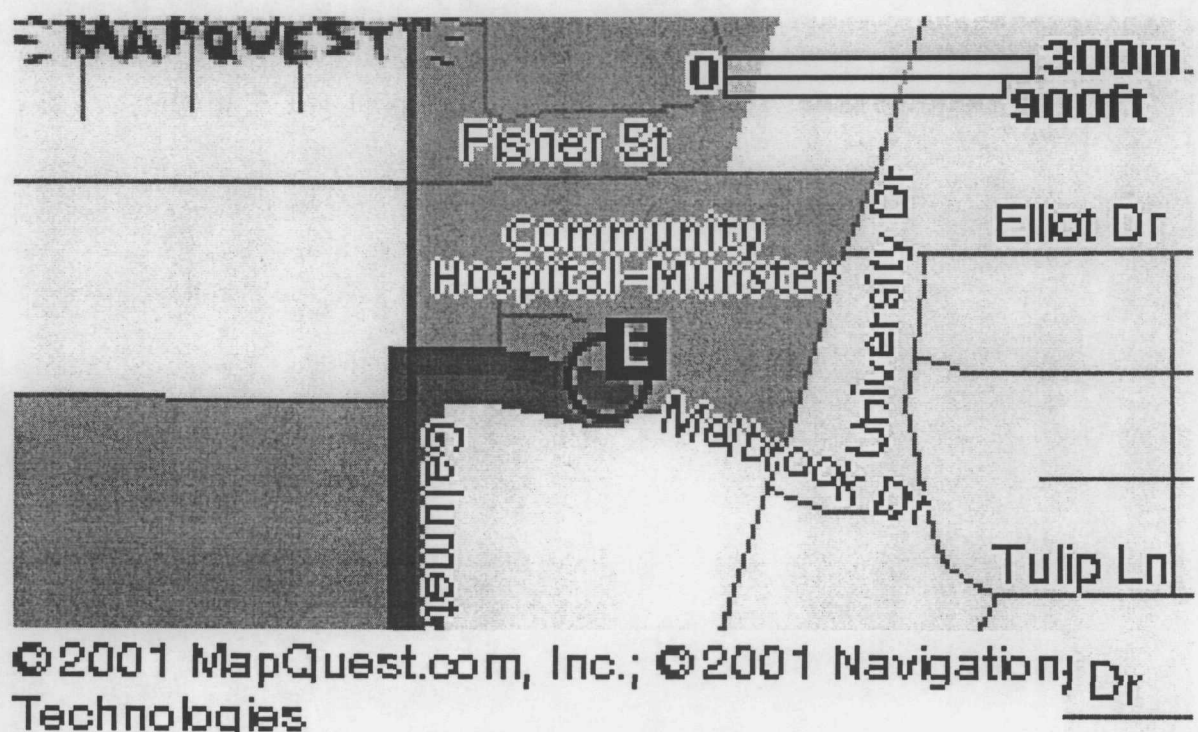 MAPQUEST
0 300m.
900ft
Fisher St
Community
Hospital-Munster
Elliot Dr
University Dr
E
Manbrook Dr
Calumet
Tulip Ln
©2001 MapQuest.com, Inc.; ©2001 Navigation
Technologies
Dr